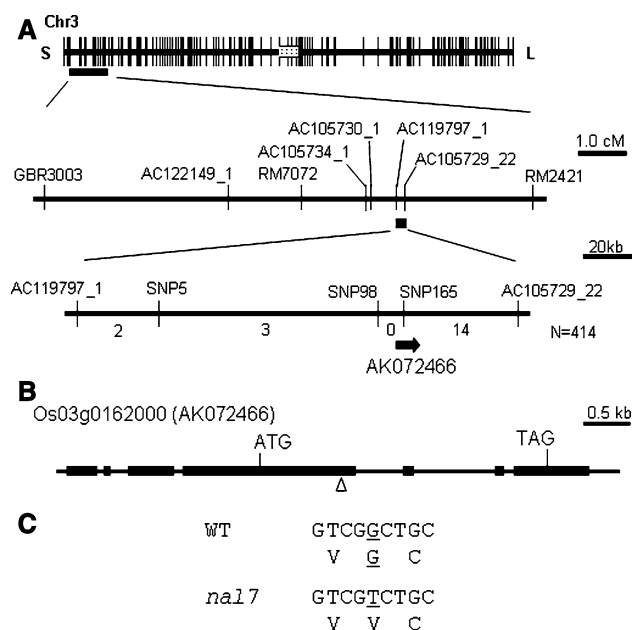 A
Chr3
S L
AC105730_1 AC119797_1
1.0 cM
AC105734_1 AC105729_22
GBR3003 AC122149_1 RM7072 RM2421
20kb
AC119797_1 SNP5 SNP98 SNP165 AC105729_22
2 3 0 14 N=414
AK072466
B
Os03g0162000 (AK072466)
0.5 kb
ATG TAG
Δ
C
WT GTCGGCTGC
V G C
nal7 GTCGTCTGC
V V C